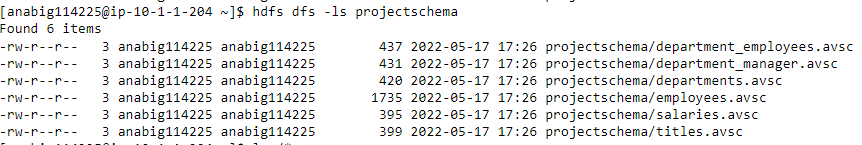 [anabig114225@ip-10-1-1-204 ~]$ hdfs dfs -ls projectschema
Found 6 items
-rw-r--r--   3 anabig114225 anabig114225        437 2022-05-17 17:26 projectschema/department_employees.avsc
-rw-r--r--   3 anabig114225 anabig114225        431 2022-05-17 17:26 projectschema/department_manager.avsc
-rw-r--r--   3 anabig114225 anabig114225        420 2022-05-17 17:26 projectschema/departments.avsc
-rw-r--r--   3 anabig114225 anabig114225       1735 2022-05-17 17:26 projectschema/employees.avsc
-rw-r--r--   3 anabig114225 anabig114225        395 2022-05-17 17:26 projectschema/salaries.avsc
-rw-r--r--   3 anabig114225 anabig114225        399 2022-05-17 17:26 projectschema/titles.avsc